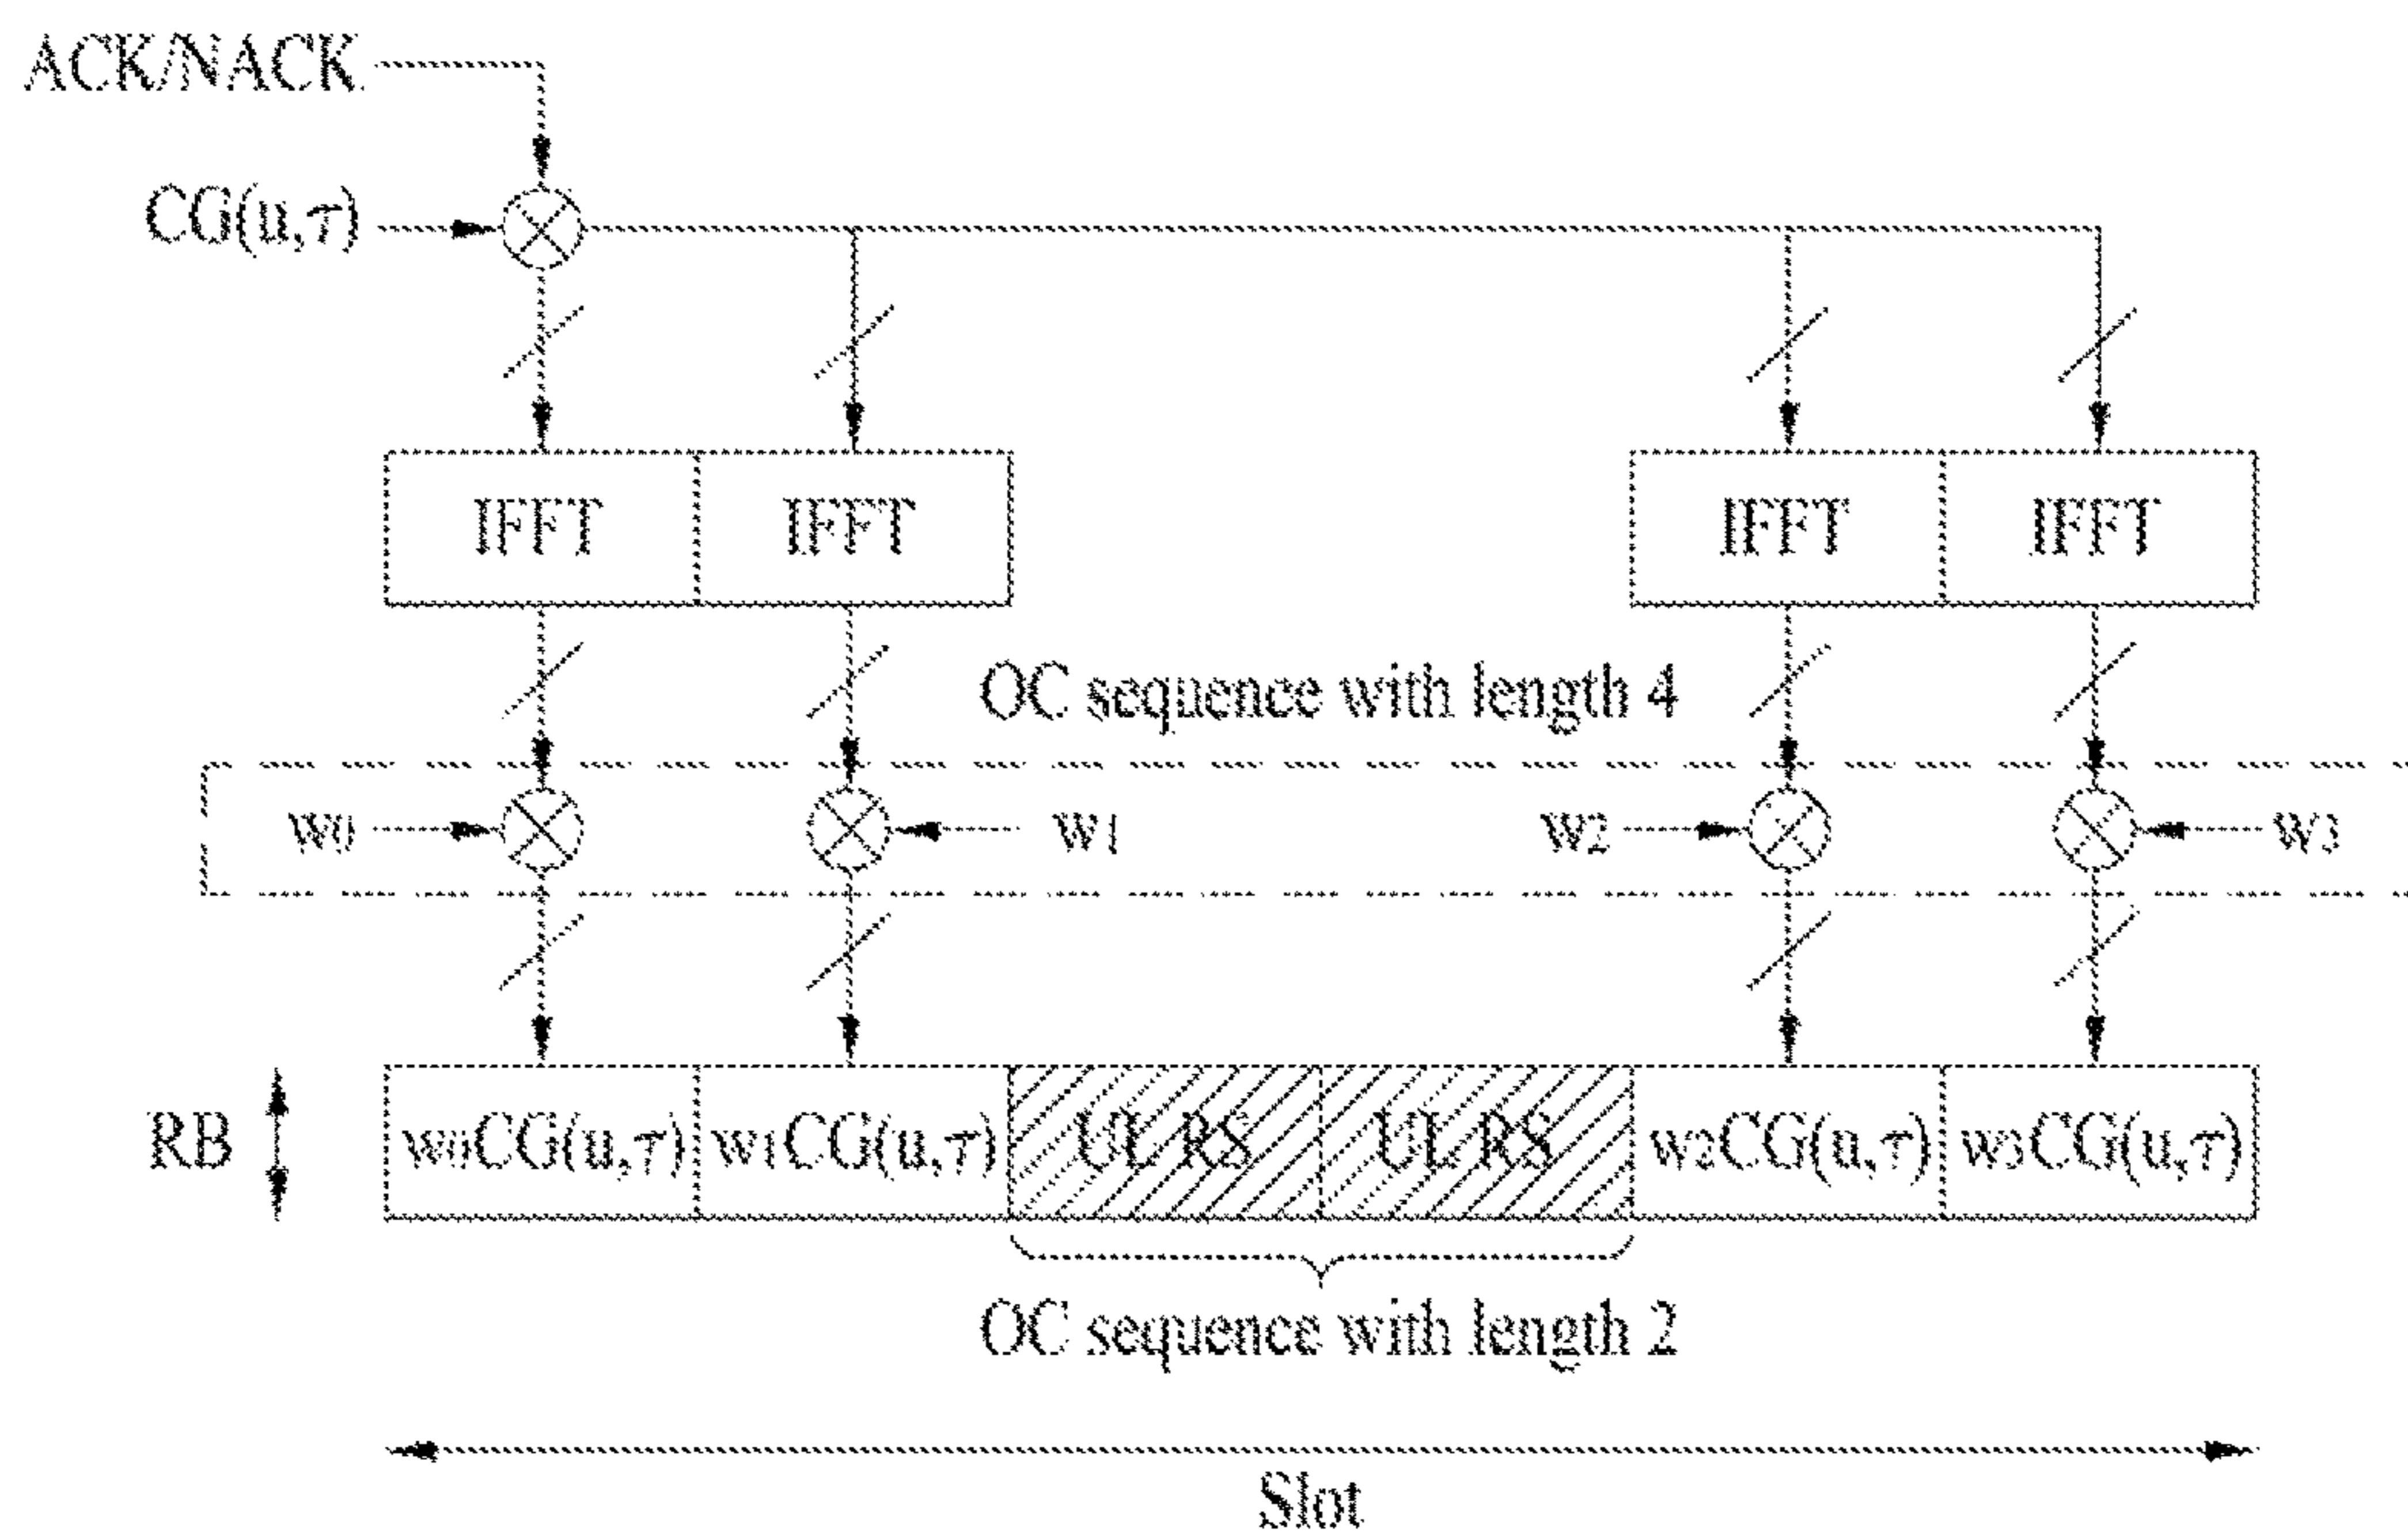 ACK/NACK
CG(u,τ)
IFFT IFFT IFFT IFFT
OC sequence with length 4
w0 w1 w2 w3
RB w0CG(u,τ) w1CG(u,τ) UL RS UL RS w2CG(u,τ) w3CG(u,τ)
OC sequence with length 2
Slot